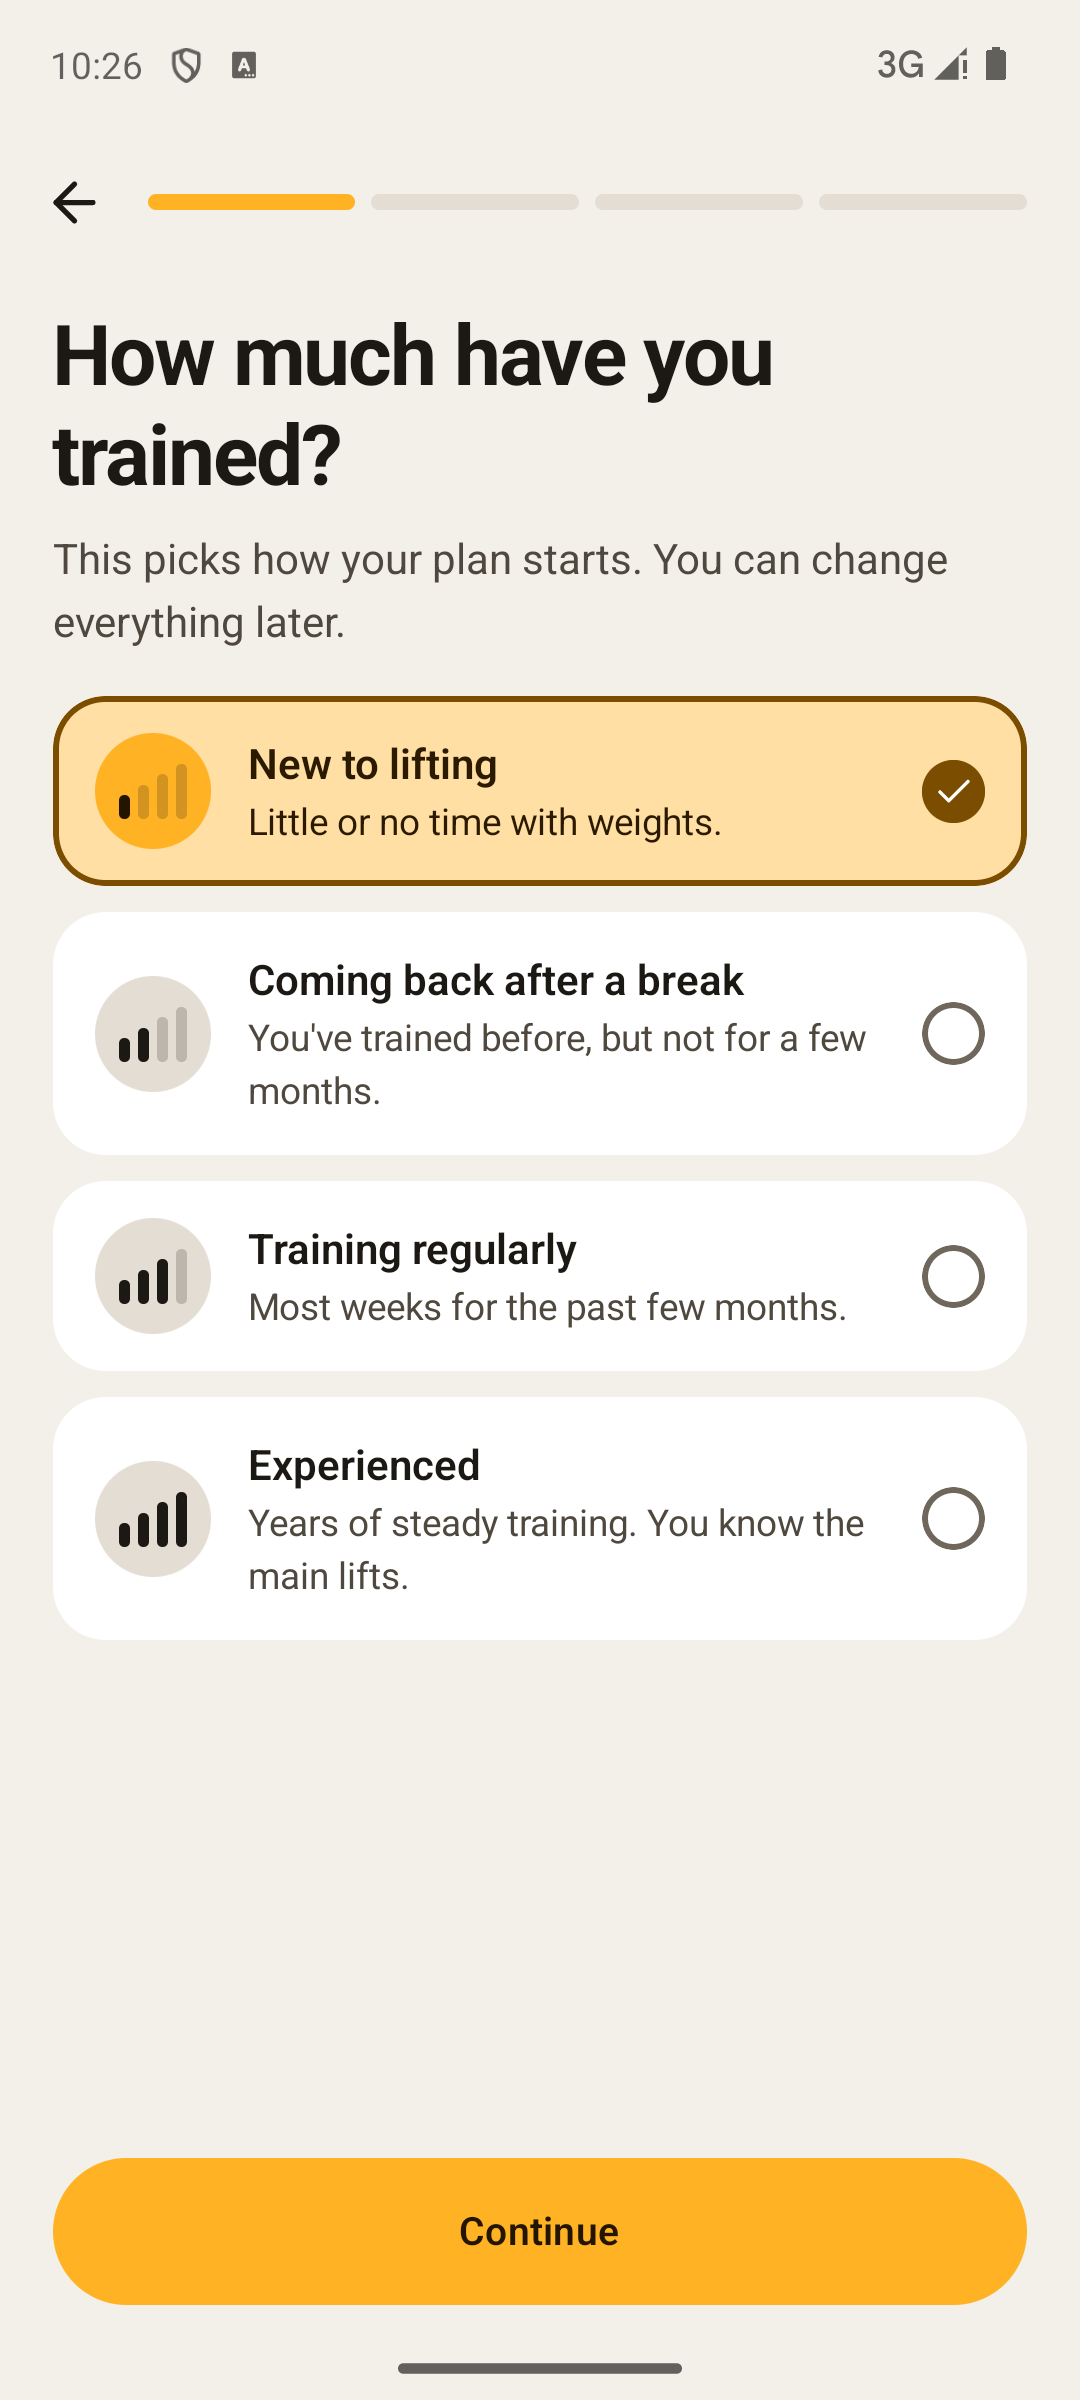 10:26
3G
How much have you
trained?
This picks how your plan starts. You can change
everything later.
New to lifting
Little or no time with weights.
Coming back after a break
You've trained before, but not for a few
months.
Training regularly
Most weeks for the past few months.
Experienced
Years of steady training. You know the
main lifts.
Continue